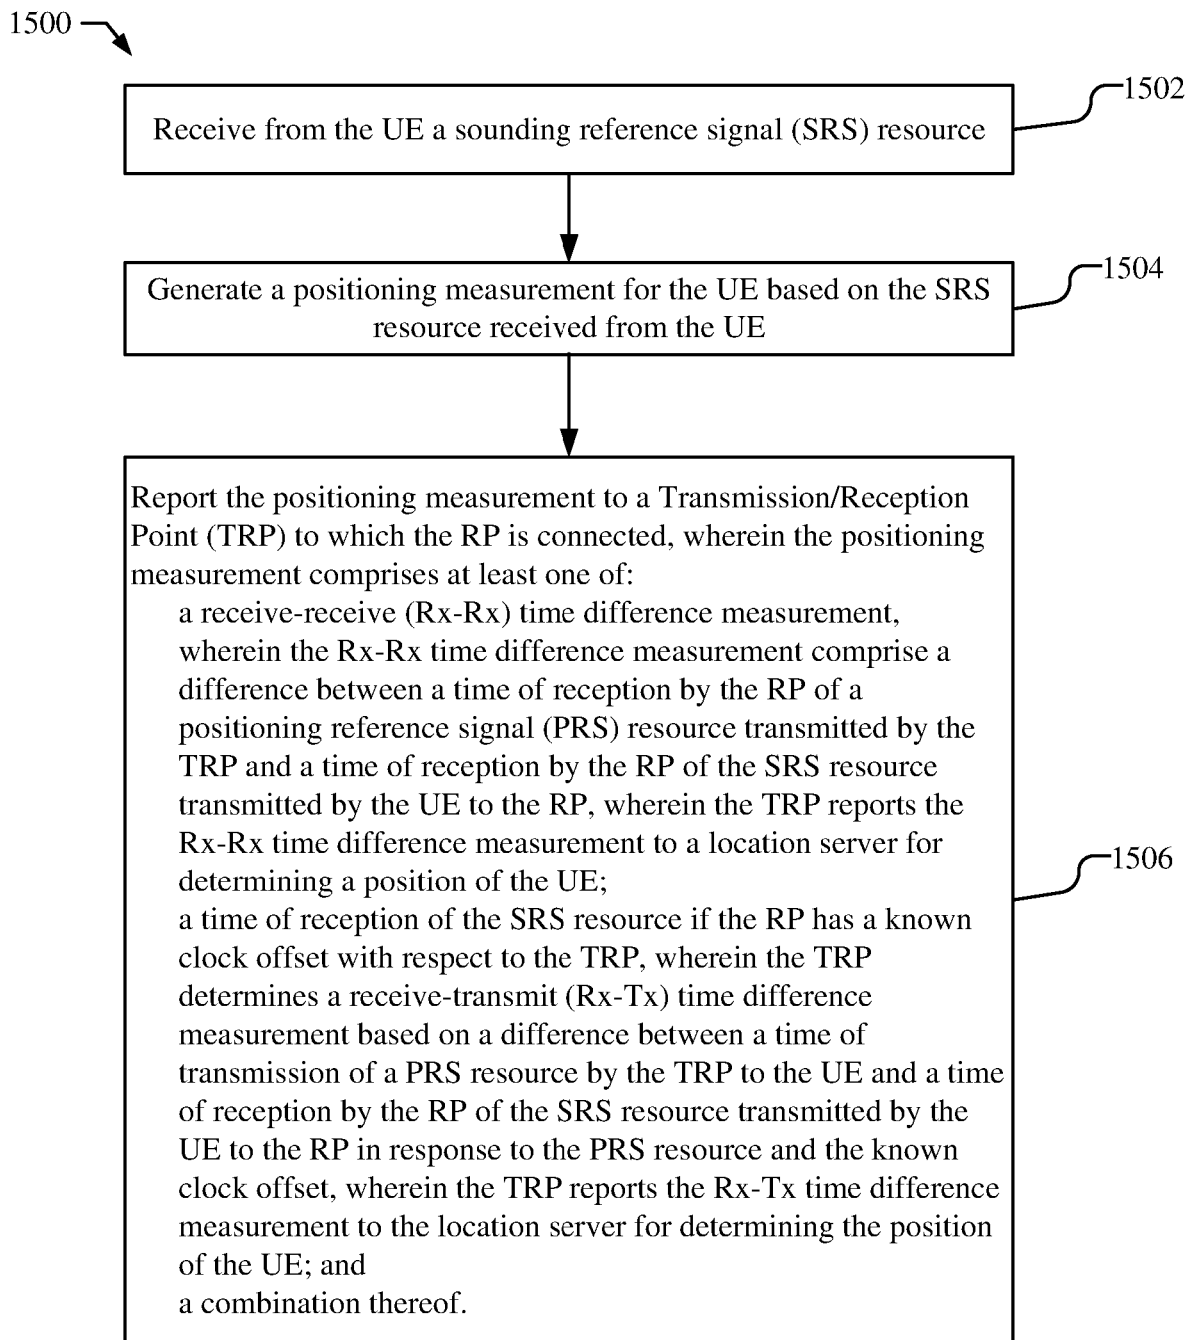 1500
1502
Receive from the UE a sounding reference signal (SRS) resource
1504
Generate a positioning measurement for the UE based on the SRS
resource received from the UE
Report the positioning measurement to a Transmission/Reception
Point (TRP) to which the RP is connected, wherein the positioning
measurement comprises at least one of:
a receive-receive (Rx-Rx) time difference measurement,
wherein the Rx-Rx time difference measurement comprise a
difference between a time of reception by the RP of a
positioning reference signal (PRS) resource transmitted by the
TRP and a time of reception by the RP of the SRS resource
transmitted by the UE to the RP, wherein the TRP reports the
Rx-Rx time difference measurement to a location server for
determining a position of the UE;
a time of reception of the SRS resource if the RP has a known
clock offset with respect to the TRP, wherein the TRP
determines a receive-transmit (Rx-Tx) time difference
measurement based on a difference between a time of
transmission of a PRS resource by the TRP to the UE and a time
of reception by the RP of the SRS resource transmitted by the
UE to the RP in response to the PRS resource and the known
clock offset, wherein the TRP reports the Rx-Tx time difference
measurement to the location server for determining the position
of the UE; and
a combination thereof.
1506